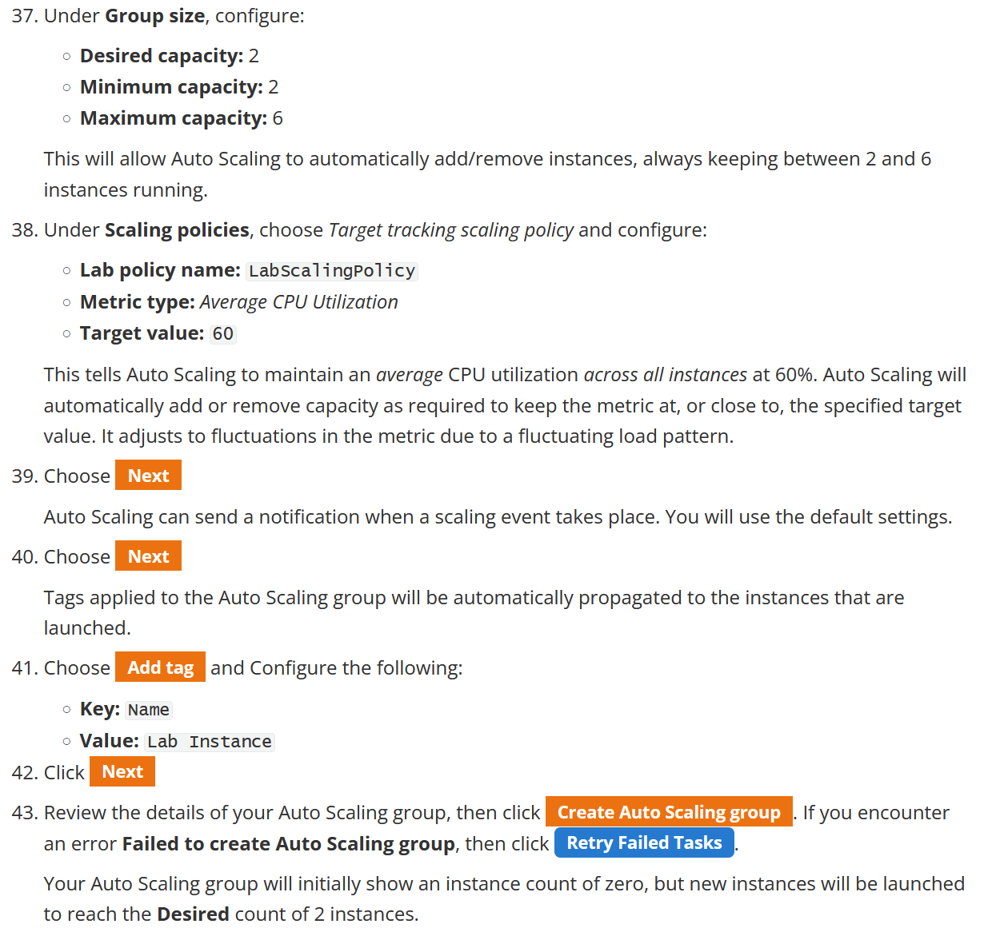 37. Under Group size, configure:
○ Desired capacity: 2
○ Minimum capacity: 2
○ Maximum capacity: 6
This will allow Auto Scaling to automatically add/remove instances, always keeping between 2 and 6
instances running.
38. Under Scaling policies, choose Target tracking scaling policy and configure:
○ Lab policy name: LabScalingPolicy
○ Metric type: Average CPU Utilization
○ Target value: 60
This tells Auto Scaling to maintain an average CPU utilization across all instances at 60%. Auto Scaling will
automatically add or remove capacity as required to keep the metric at, or close to, the specified target
value. It adjusts to fluctuations in the metric due to a fluctuating load pattern.
39. Choose Next
Auto Scaling can send a notification when a scaling event takes place. You will use the default settings.
40. Choose Next
Tags applied to the Auto Scaling group will be automatically propagated to the instances that are
launched.
41. Choose Add tag and Configure the following:
○ Key: Name
○ Value: Lab Instance
42. Click Next
43. Review the details of your Auto Scaling group, then click Create Auto Scaling group . If you encounter
an error Failed to create Auto Scaling group, then click Retry Failed Tasks.
Your Auto Scaling group will initially show an instance count of zero, but new instances will be launched
to reach the Desired count of 2 instances.